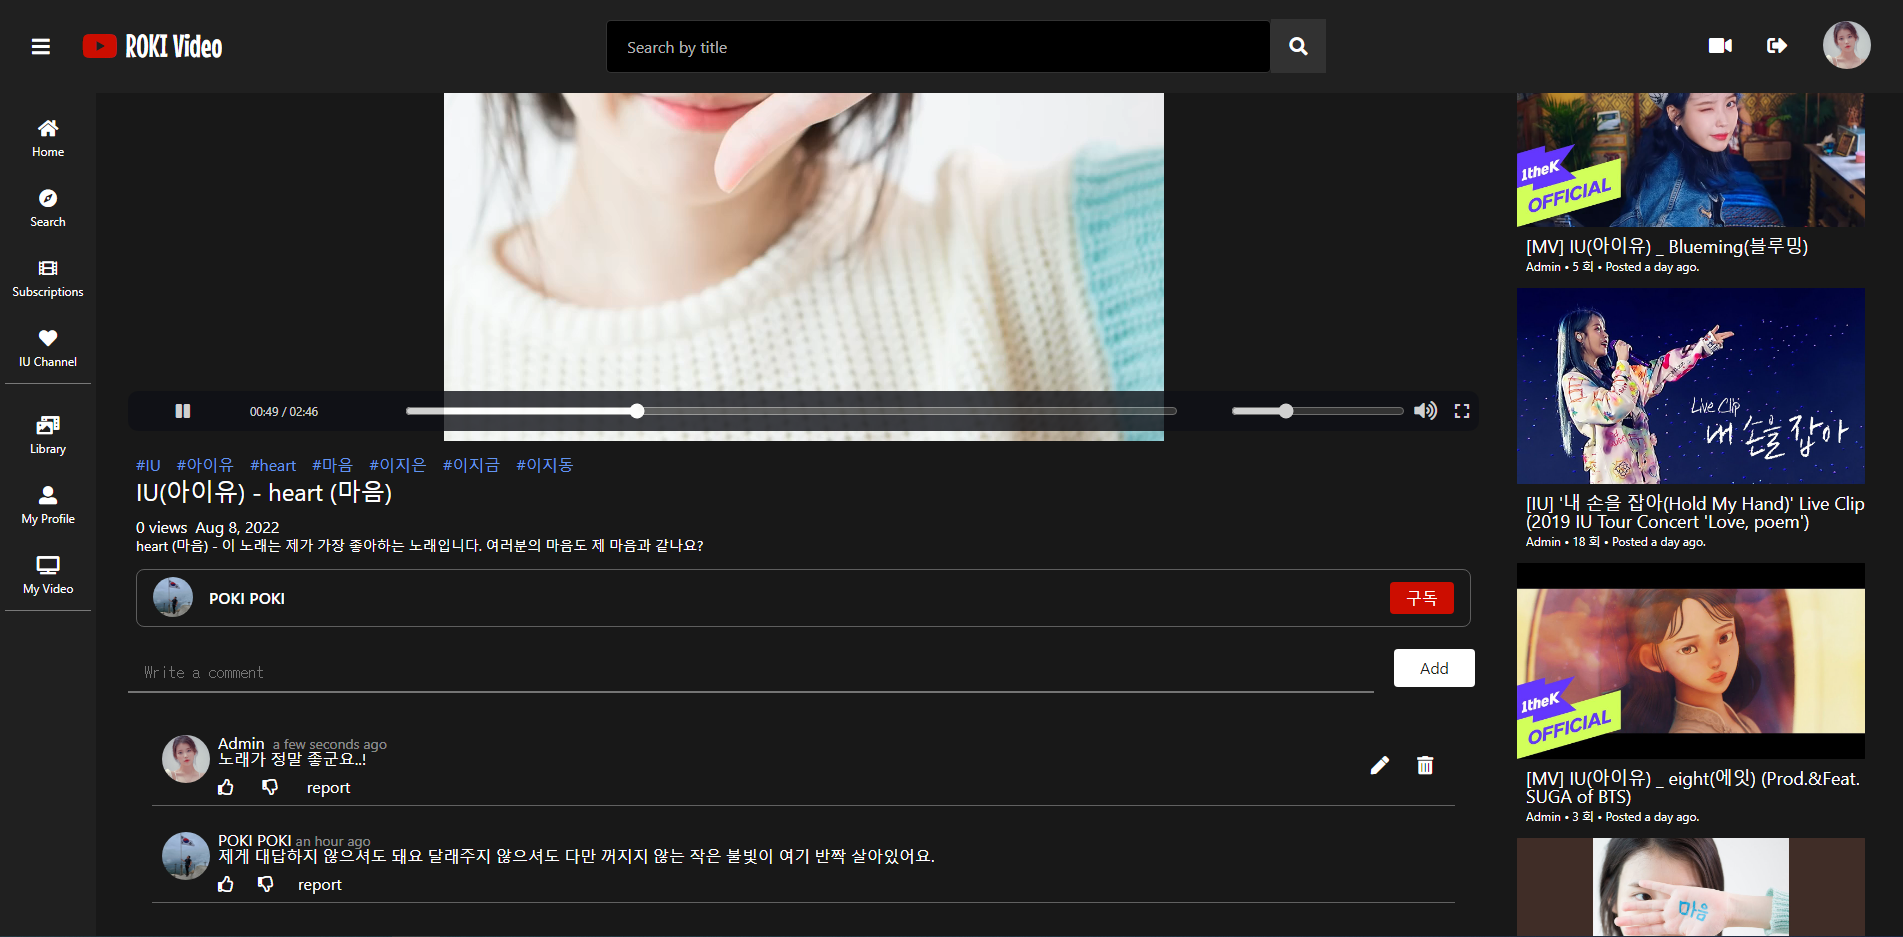 ROKI Video
Search by title
Home
Search
Subscriptions
IU Channel
Library
My Profile
My Video
00:49 / 02:46
#IU #아이유 #heart #마음 #이지은 #이지금 #이지동
IU(아이유) - heart (마음)
0 views Aug 8, 2022
heart (마음) - 이 노래는 제가 가장 좋아하는 노래입니다. 여러분의 마음도 제 마음과 같나요?
POKI POKI
구독
Write a comment
Add
Admin a few seconds ago
노래가 정말 좋군요..!
report
POKI POKI an hour ago
제게 대답하지 않으셔도 돼요 달래주지 않으셔도 다만 꺼지지 않는 작은 불빛이 여기 반짝 살아있어요.
report
1theK
OFFICIAL
[MV] IU(아이유) _ Blueming(블루밍)
Admin • 5 회 • Posted a day ago.
Live Clip
내 손을 잡아
[IU] '내 손을 잡아(Hold My Hand)' Live Clip
(2019 IU Tour Concert 'Love, poem')
Admin • 18 회 • Posted a day ago.
1theK
OFFICIAL
[MV] IU(아이유) _ eight(에잇) (Prod.&Feat.
SUGA of BTS)
Admin • 3 회 • Posted a day ago.
마음